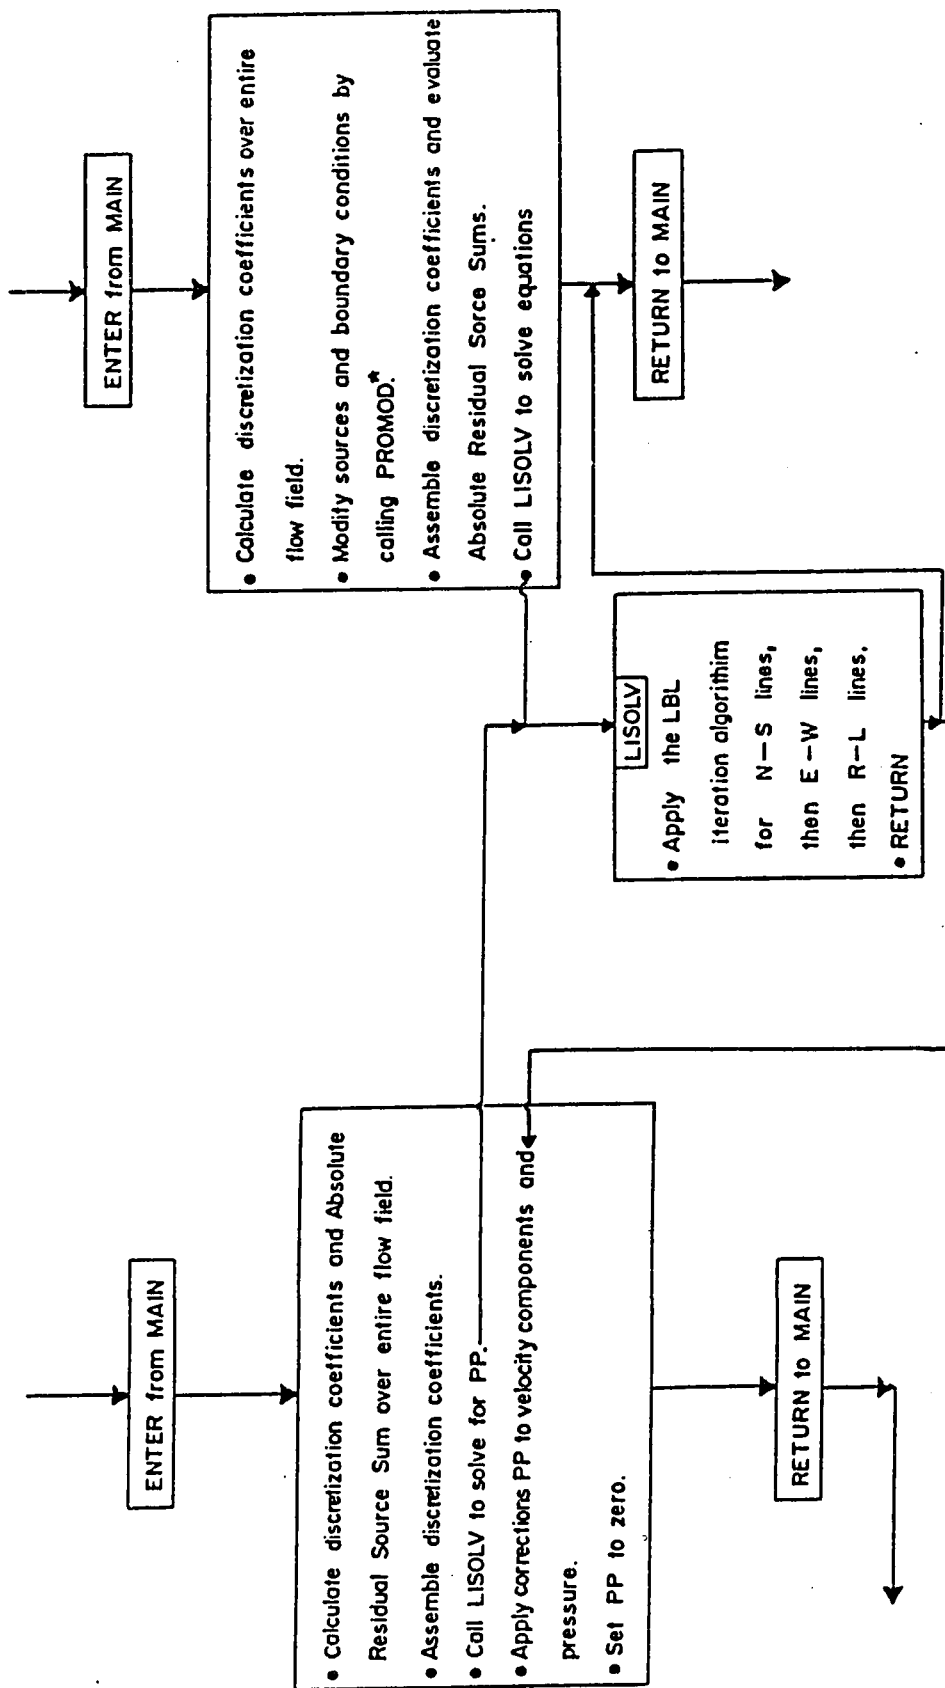 ENTER from MAIN
• Calculate discretization coefficients and Absolute
Residual Source Sum over entire flow field.
• Assemble discretization coefficients.
• Call LISOLV to solve for PP.
• Apply corrections PP to velocity components and
pressure.
• Set PP to zero.
RETURN to MAIN
ENTER from MAIN
• Calculate discretization coefficients over entire
flow field.
• Modify sources and boundary conditions by
calling PROMOD.*
• Assemble discretization coefficients and evaluate
Absolute Residual Sorce Sums.
• Call LISOLV to solve equations
RETURN to MAIN
LISOLV
• Apply the LBL
iteration algorithim
for N-S lines,
then E-W lines,
then R-L lines.
• RETURN